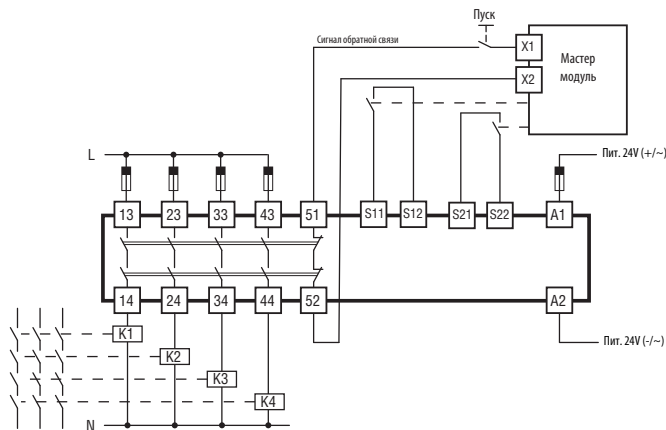 Пуск
Сигнал обратной связи
X1
X2
Мастер
модуль
L
Пит. 24V (+/~)
13
23
33
43
51
S11
S12
S21
S22
A1
14
24
34
44
52
A2
K1
K2
K3
K4
Пит. 24V (-/~)
N